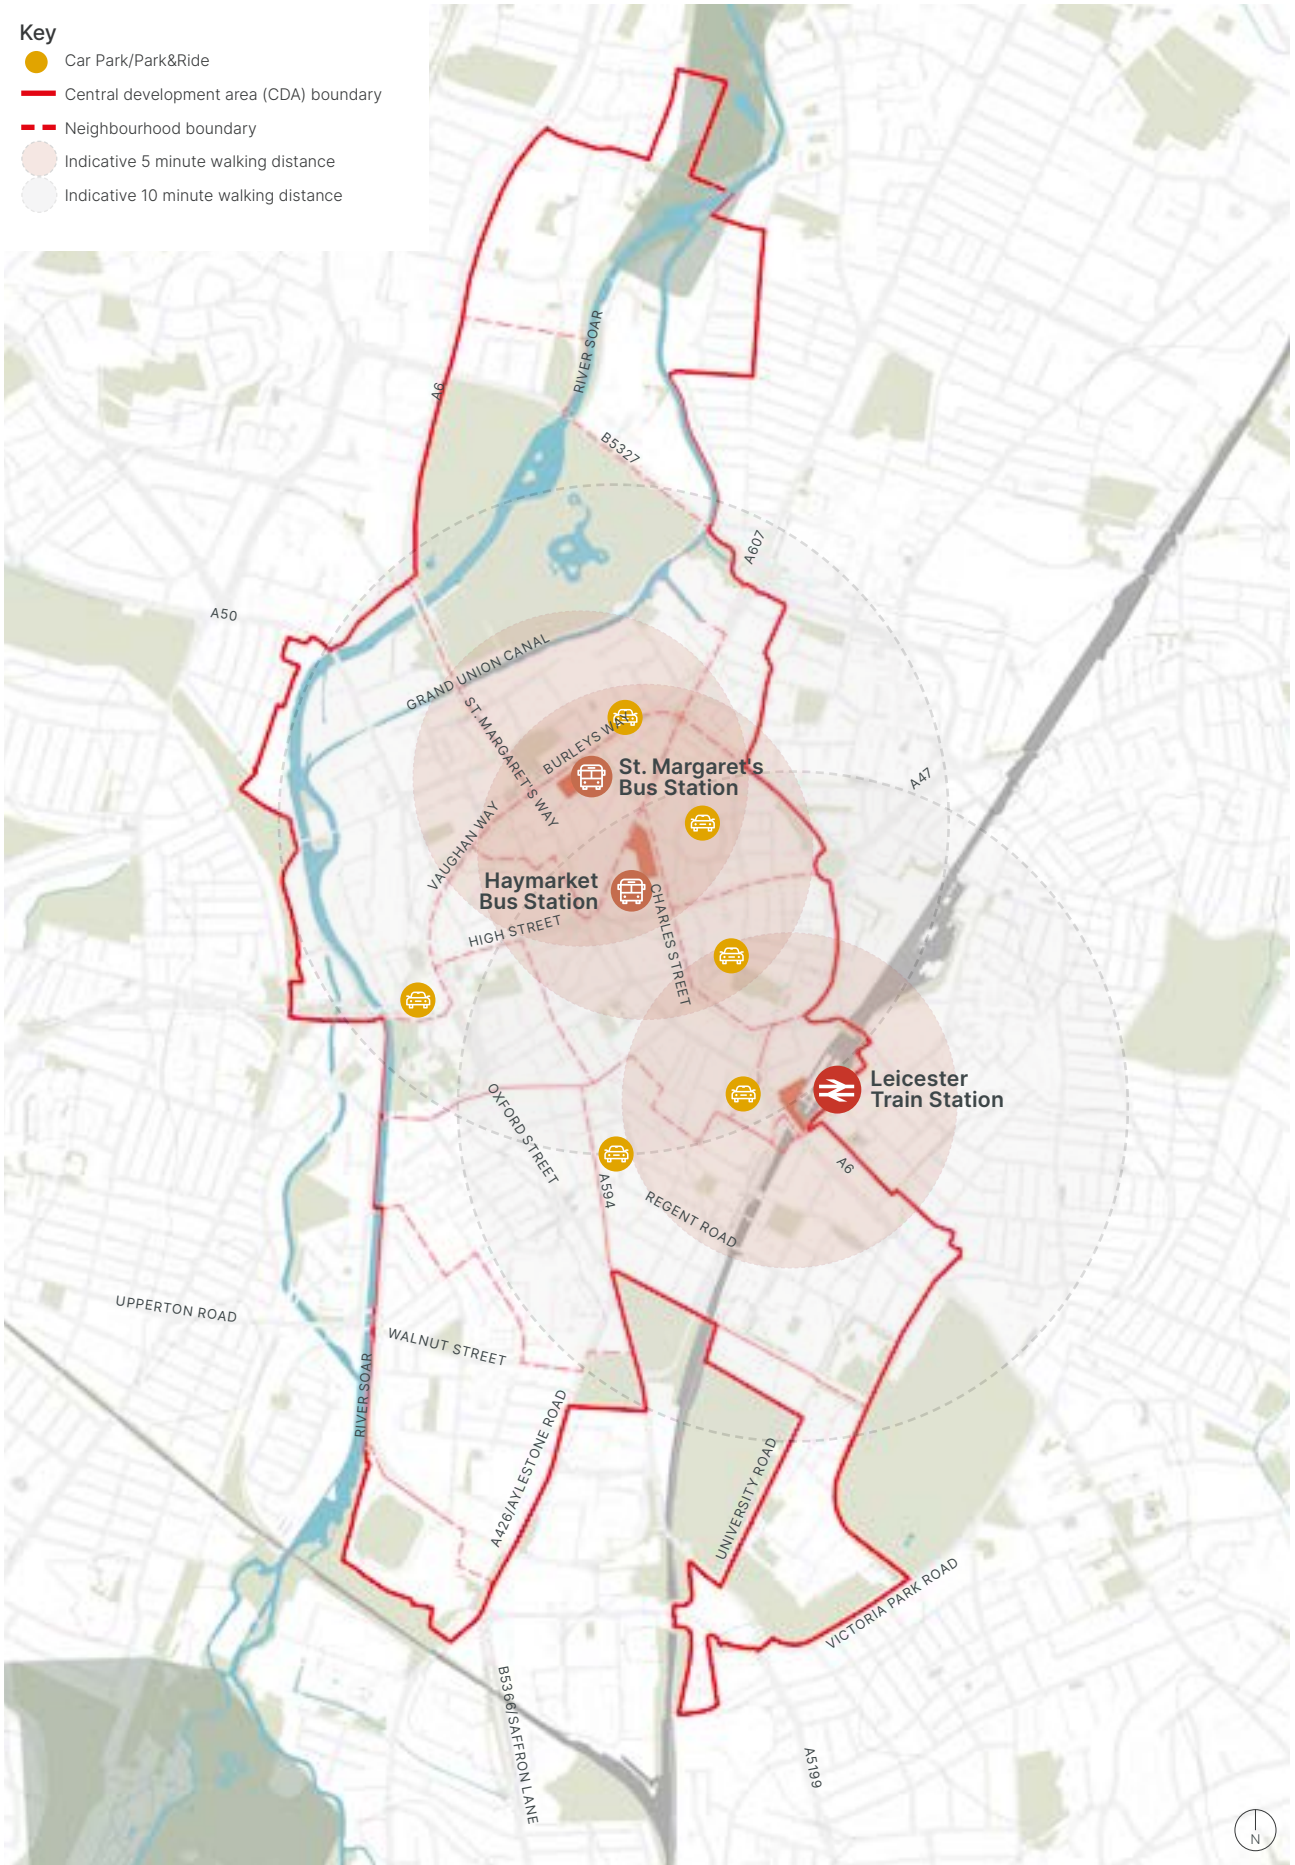 Key
Car Park/Park&Ride
Central development area (CDA) boundary
Neighbourhood boundary
Indicative 5 minute walking distance
Indicative 10 minute walking distance
RIVER SOAR
A6
B5327
A607
A50
GRAND UNION CANAL
ST. MARGARET'S WAY
BURLEYS WAY
St. Margaret's
Bus Station
A47
VAUGHAN WAY
Haymarket
Bus Station
CHARLES STREET
HIGH STREET
Leicester
Train Station
OXFORD STREET
A6
A594
REGENT ROAD
UPPERTON ROAD
WALNUT STREET
RIVER SOAR
A426/AYLESTONE ROAD
UNIVERSITY ROAD
VICTORIA PARK ROAD
B5366/SAFFRON LANE
A5199
N